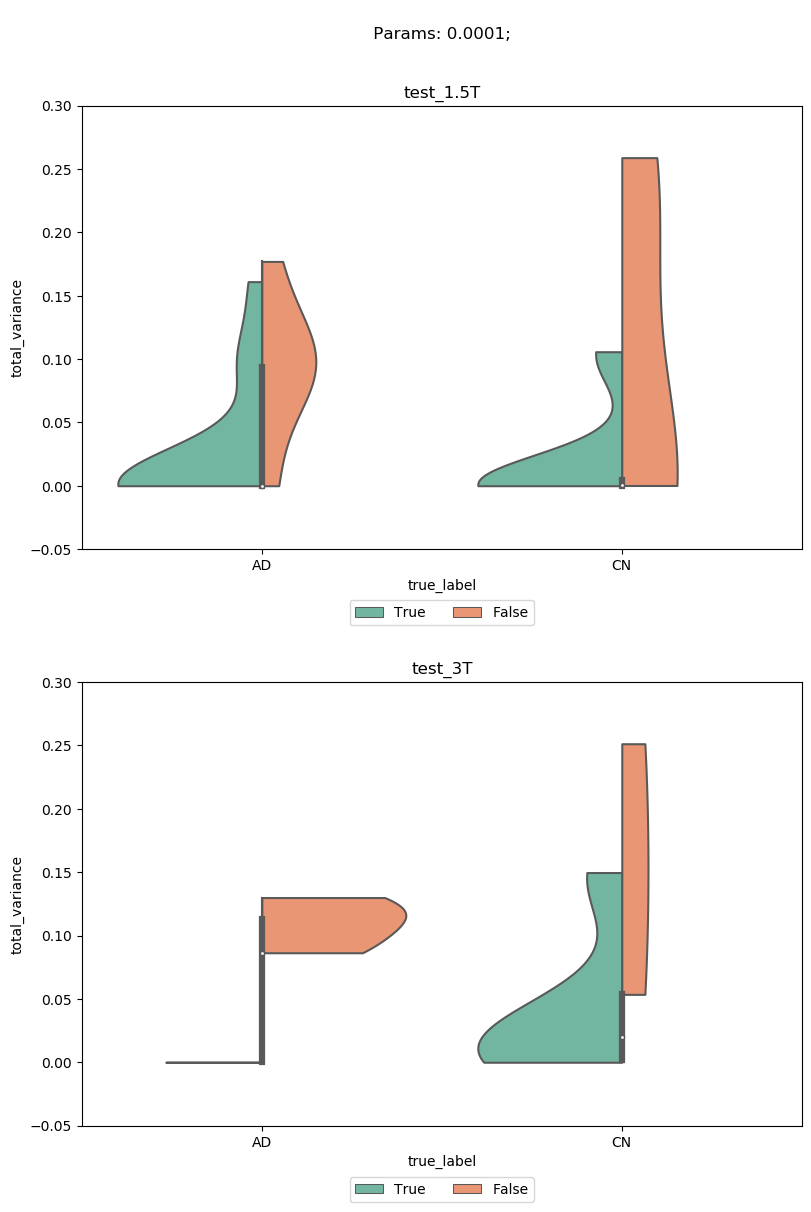 Params: 0.0001;
test_1.5T
0.30
0.25
0.20
0.15
0.10
0.05
0.00
−0.05
total_variance
AD CN
true_label
True False
test_3T
0.30
0.25
0.20
0.15
0.10
0.05
0.00
−0.05
total_variance
AD CN
true_label
True False